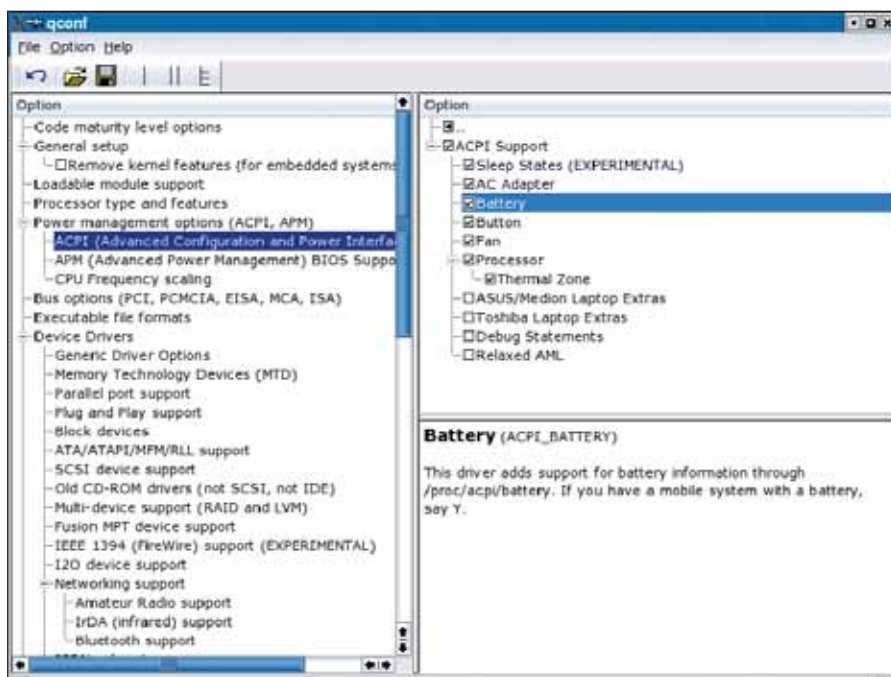 qconf
File Option Help
Option
Code maturity level options
General setup
Remove kernel features (for embedded systems
Loadable module support
Processor type and features
Power management options (ACPI, APM)
ACPI (Advanced Configuration and Power Interfa
APM (Advanced Power Management) BIOS Suppo
CPU Frequency scaling
Bus options (PCI, PCMCIA, EISA, MCA, ISA)
Executable file formats
Device Drivers
Generic Driver Options
Memory Technology Devices (MTD)
Parallel port support
Plug and Play support
Block devices
ATA/ATAPI/MFM/RLL support
SCSI device support
Old CD-ROM drivers (not SCSI, not IDE)
Multi-device support (RAID and LVM)
Fusion MPT device support
IEEE 1394 (FireWire) support (EXPERIMENTAL)
I2O device support
Networking support
Amateur Radio support
IrDA (infrared) support
Bluetooth support
Option
..
ACPI Support
Sleep States (EXPERIMENTAL)
AC Adapter
Battery
Button
Fan
Processor
Thermal Zone
ASUS/Medion Laptop Extras
Toshiba Laptop Extras
Debug Statements
Relaxed AML
Battery (ACPI_BATTERY)
This driver adds support for battery information through
/proc/acpi/battery. If you have a mobile system with a battery,
say Y.